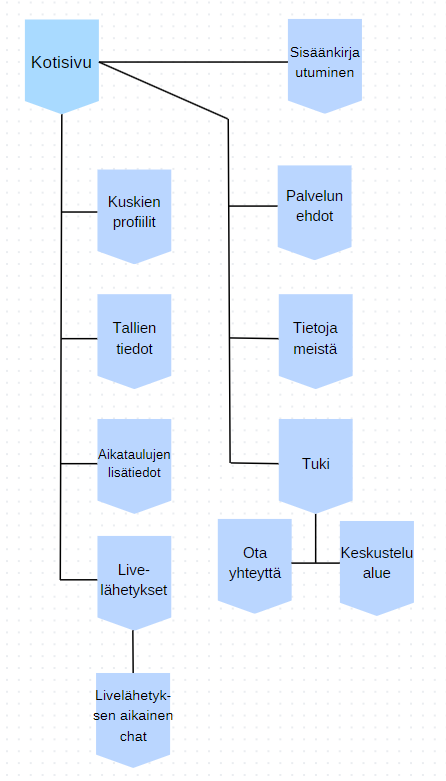 Kotisivu
Sisäänkirja
utuminen
Kuskien
profiilit
Palvelun
ehdot
Tallien
tiedot
Tietoja
meistä
Aikataulujen
lisätiedot
Tuki
Live-
lähetykset
Ota
yhteyttä
Keskustelu
alue
Livelähetyk-
sen aikainen
chat